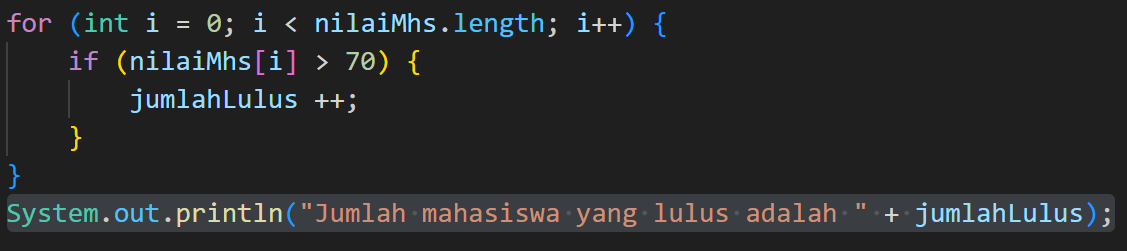 for (int i = 0; i < nilaiMhs.length; i++) {
    if (nilaiMhs[i] > 70) {
        jumlahLulus ++;
    }
}
System.out.println("Jumlah mahasiswa yang lulus adalah " + jumlahLulus);